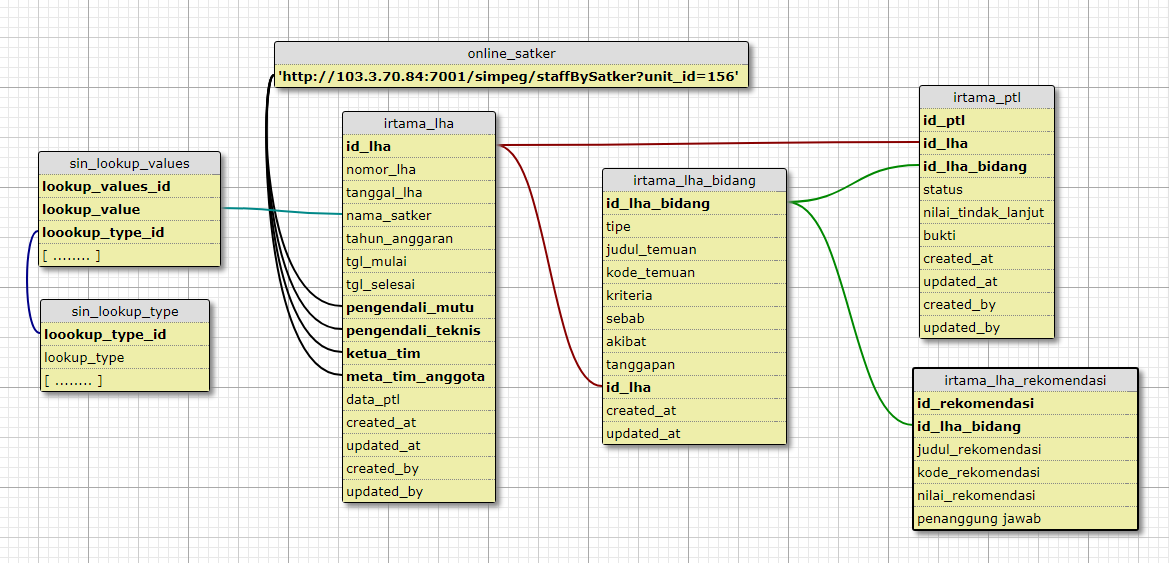 online_satker
'http://103.3.70.84:7001/simpeg/staffBySatker?unit_id=156'
sin_lookup_values
lookup_values_id
lookup_value
loookup_type_id
[ ........ ]
sin_lookup_type
loookup_type_id
lookup_type
[ ........ ]
irtama_lha
id_lha
nomor_lha
tanggal_lha
nama_satker
tahun_anggaran
tgl_mulai
tgl_selesai
pengendali_mutu
pengendali_teknis
ketua_tim
meta_tim_anggota
data_ptl
created_at
updated_at
created_by
updated_by
irtama_lha_bidang
id_lha_bidang
tipe
judul_temuan
kode_temuan
kriteria
sebab
akibat
tanggapan
id_lha
created_at
updated_at
irtama_ptl
id_ptl
id_lha
id_lha_bidang
status
nilai_tindak_lanjut
bukti
created_at
updated_at
created_by
updated_by
irtama_lha_rekomendasi
id_rekomendasi
id_lha_bidang
judul_rekomendasi
kode_rekomendasi
nilai_rekomendasi
penanggung jawab